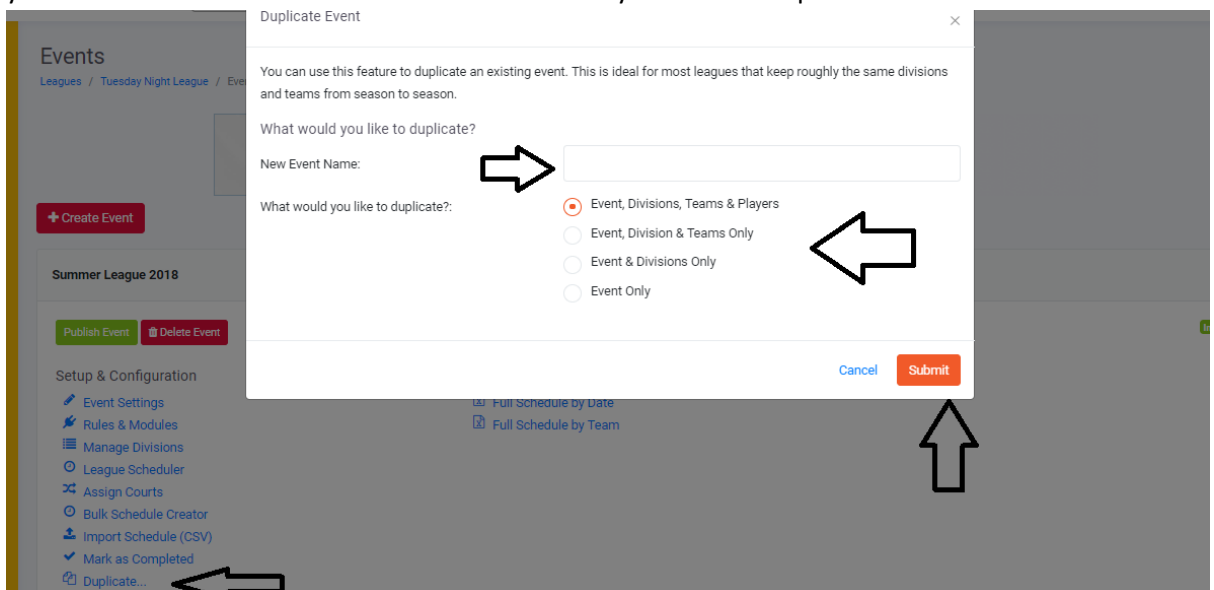 Duplicate Event
×
Events
Leagues / Tuesday Night League / Eve
You can use this feature to duplicate an existing event. This is ideal for most leagues that keep roughly the same divisions
and teams from season to season.
What would you like to duplicate?
New Event Name:
What would you like to duplicate?:
Event, Divisions, Teams & Players
Event, Division & Teams Only
Event & Divisions Only
Event Only
+ Create Event
Summer League 2018
Publish Event
Delete Event
Cancel
Submit
Setup & Configuration
Event Settings
Rules & Modules
Manage Divisions
League Scheduler
Assign Courts
Bulk Schedule Creator
Import Schedule (CSV)
Mark as Completed
Duplicate...
Full Schedule by Date
Full Schedule by Team